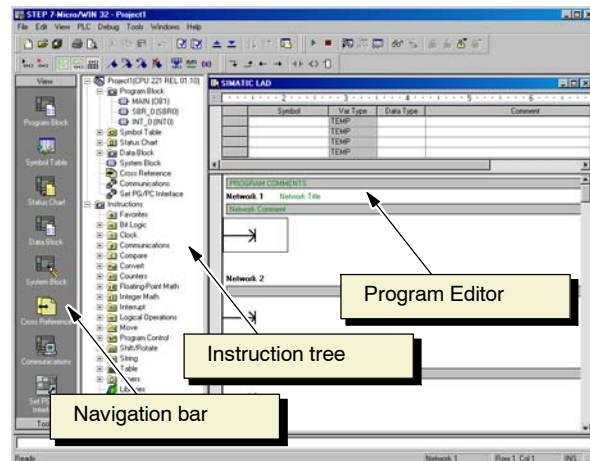 STEP 7-Micro/WIN 32 - Project1
File Edit View PLC Debug Tools Windows Help
View
Program Block
Symbol Table
Status Chart
Data Block
System Block
Cross Reference
Communications
Set PG/PC
Project1(CPU 221 REL 01.10)
Program Block
MAIN (OB1)
SBR_0 (SBR0)
INT_0 (INT0)
Symbol Table
Status Chart
Data Block
System Block
Cross Reference
Communications
Set PG/PC Interface
Instructions
Favorites
Bit Logic
Clock
Communications
Compare
Convert
Counters
Floating-Point Math
Integer Math
Interrupt
Logical Operations
Move
Program Control
Shift/Rotate
String
Table
SIMATIC LAD
Symbol Var Type Data Type Comment
TEMP
TEMP
TEMP
TEMP
PROGRAM COMMENTS
Network 1 Network Title
Network Comment
Network 2
Program Editor
Instruction tree
Navigation bar
Ready
Network 1 Row 1, Col 1 INS